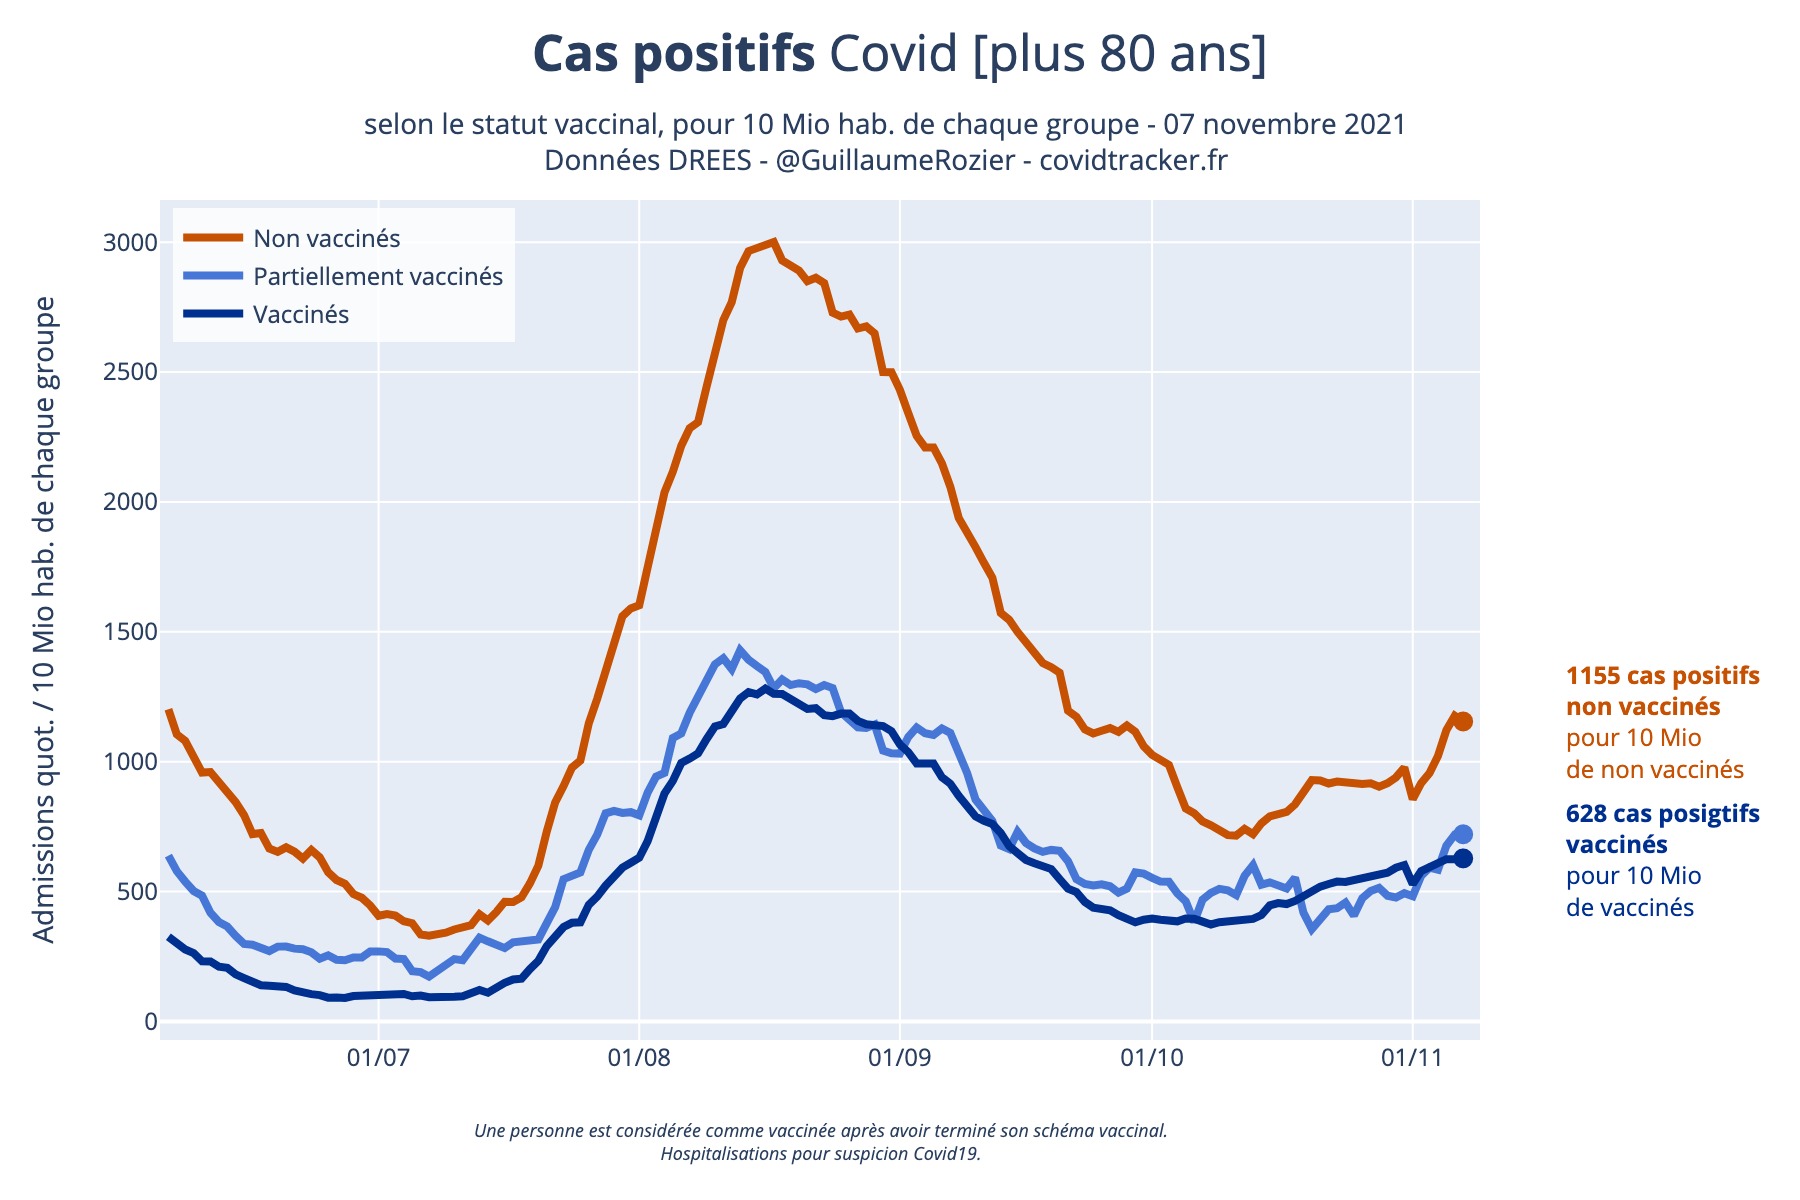 Cas positifs Covid [plus 80 ans]
selon le statut vaccinal, pour 10 Mio hab. de chaque groupe - 07 novembre 2021
Données DREES - @GuillaumeRozier - covidtracker.fr
Admissions quot. / 10 Mio hab. de chaque groupe
Non vaccinés
Partiellement vaccinés
Vaccinés
3000
2500
2000
1500
1000
500
0
01/07
01/08
01/09
01/10
01/11
1155 cas positifs
non vaccinés
pour 10 Mio
de non vaccinés
628 cas posigtifs
vaccinés
pour 10 Mio
de vaccinés
Une personne est considérée comme vaccinée après avoir terminé son schéma vaccinal.
Hospitalisations pour suspicion Covid19.